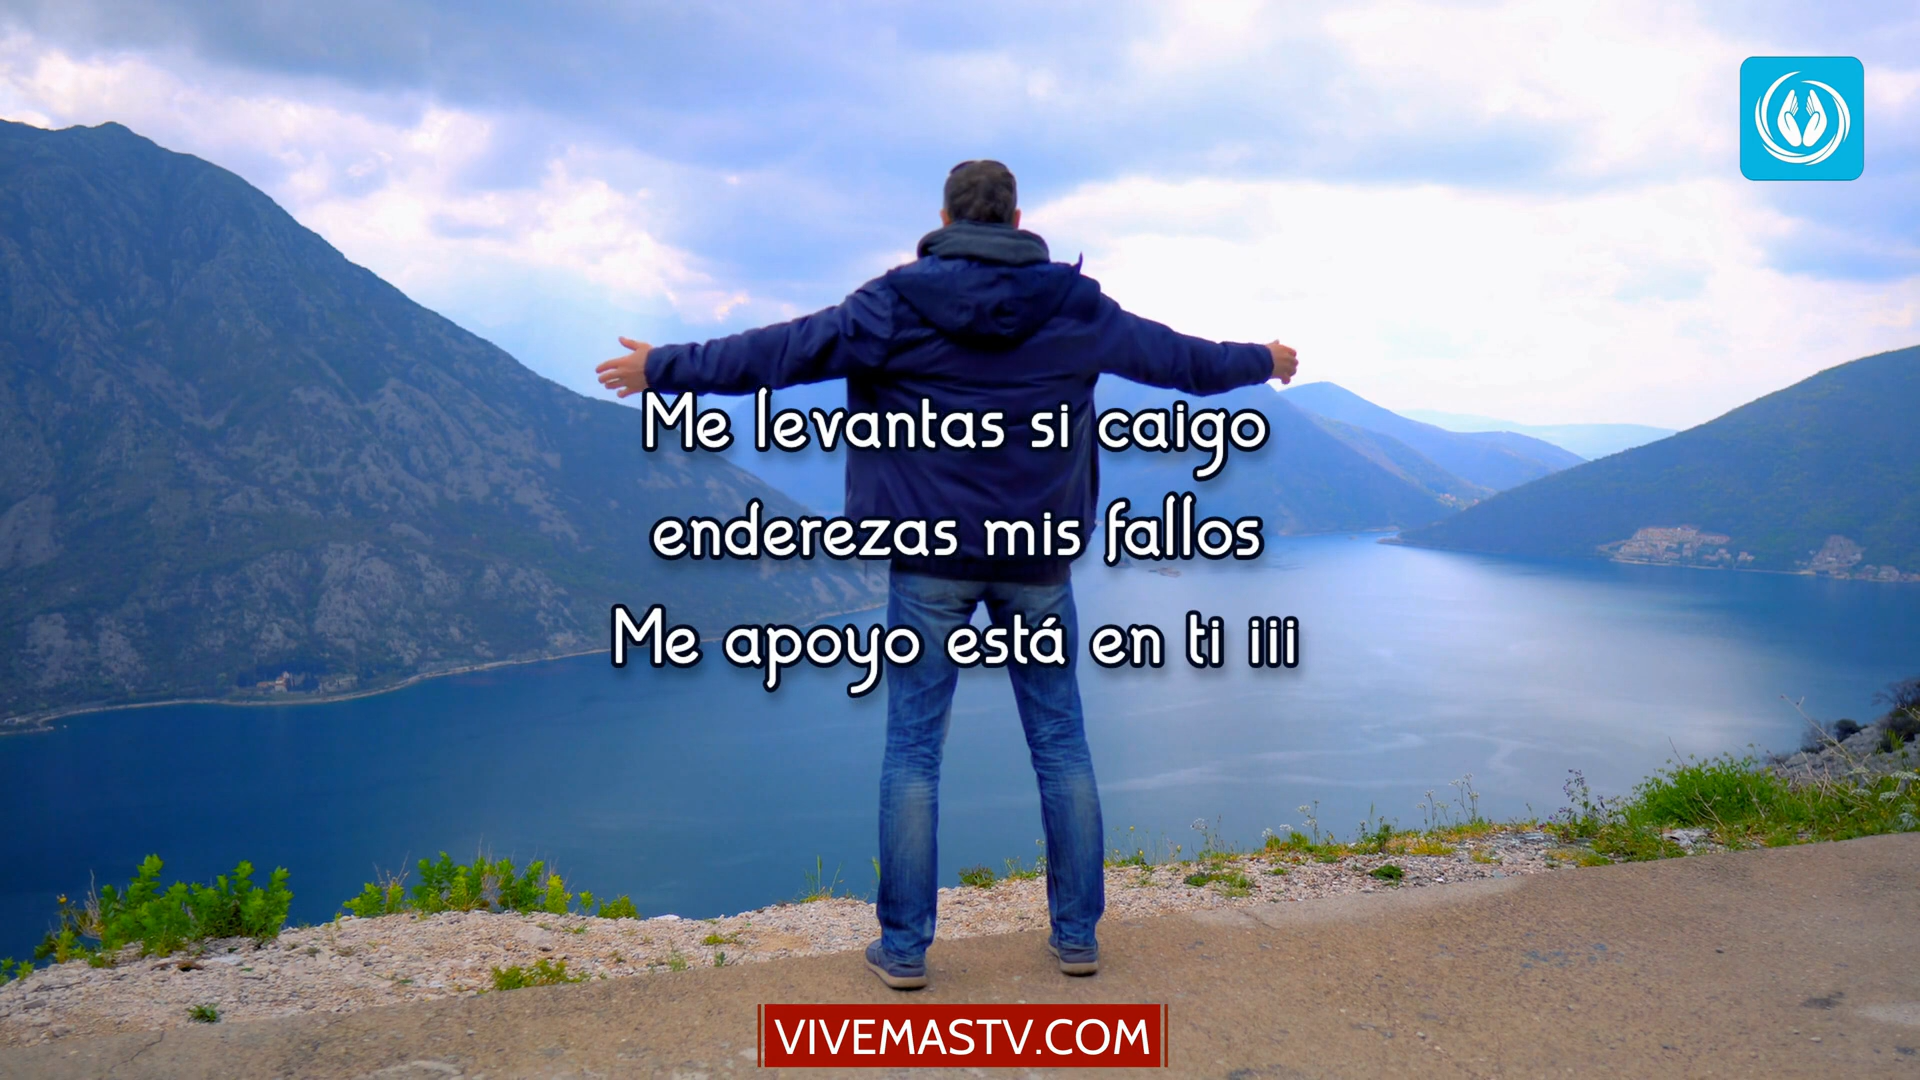 Me levantas si caigo
enderezas mis fallos
Me apoyo está en ti iii
VIVEMASTV.COM